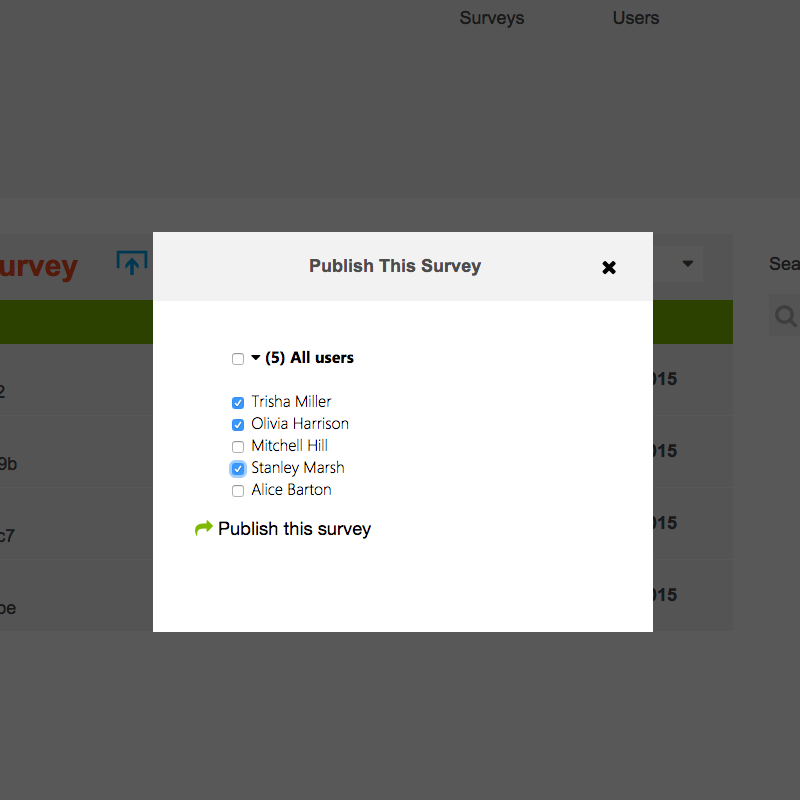 Surveys Users
urvey
Publish This Survey
Sea
(5) All users
Trisha Miller
Olivia Harrison
Mitchell Hill
Stanley Marsh
Alice Barton
Publish this survey
2
015
9b
015
c7
015
be
015